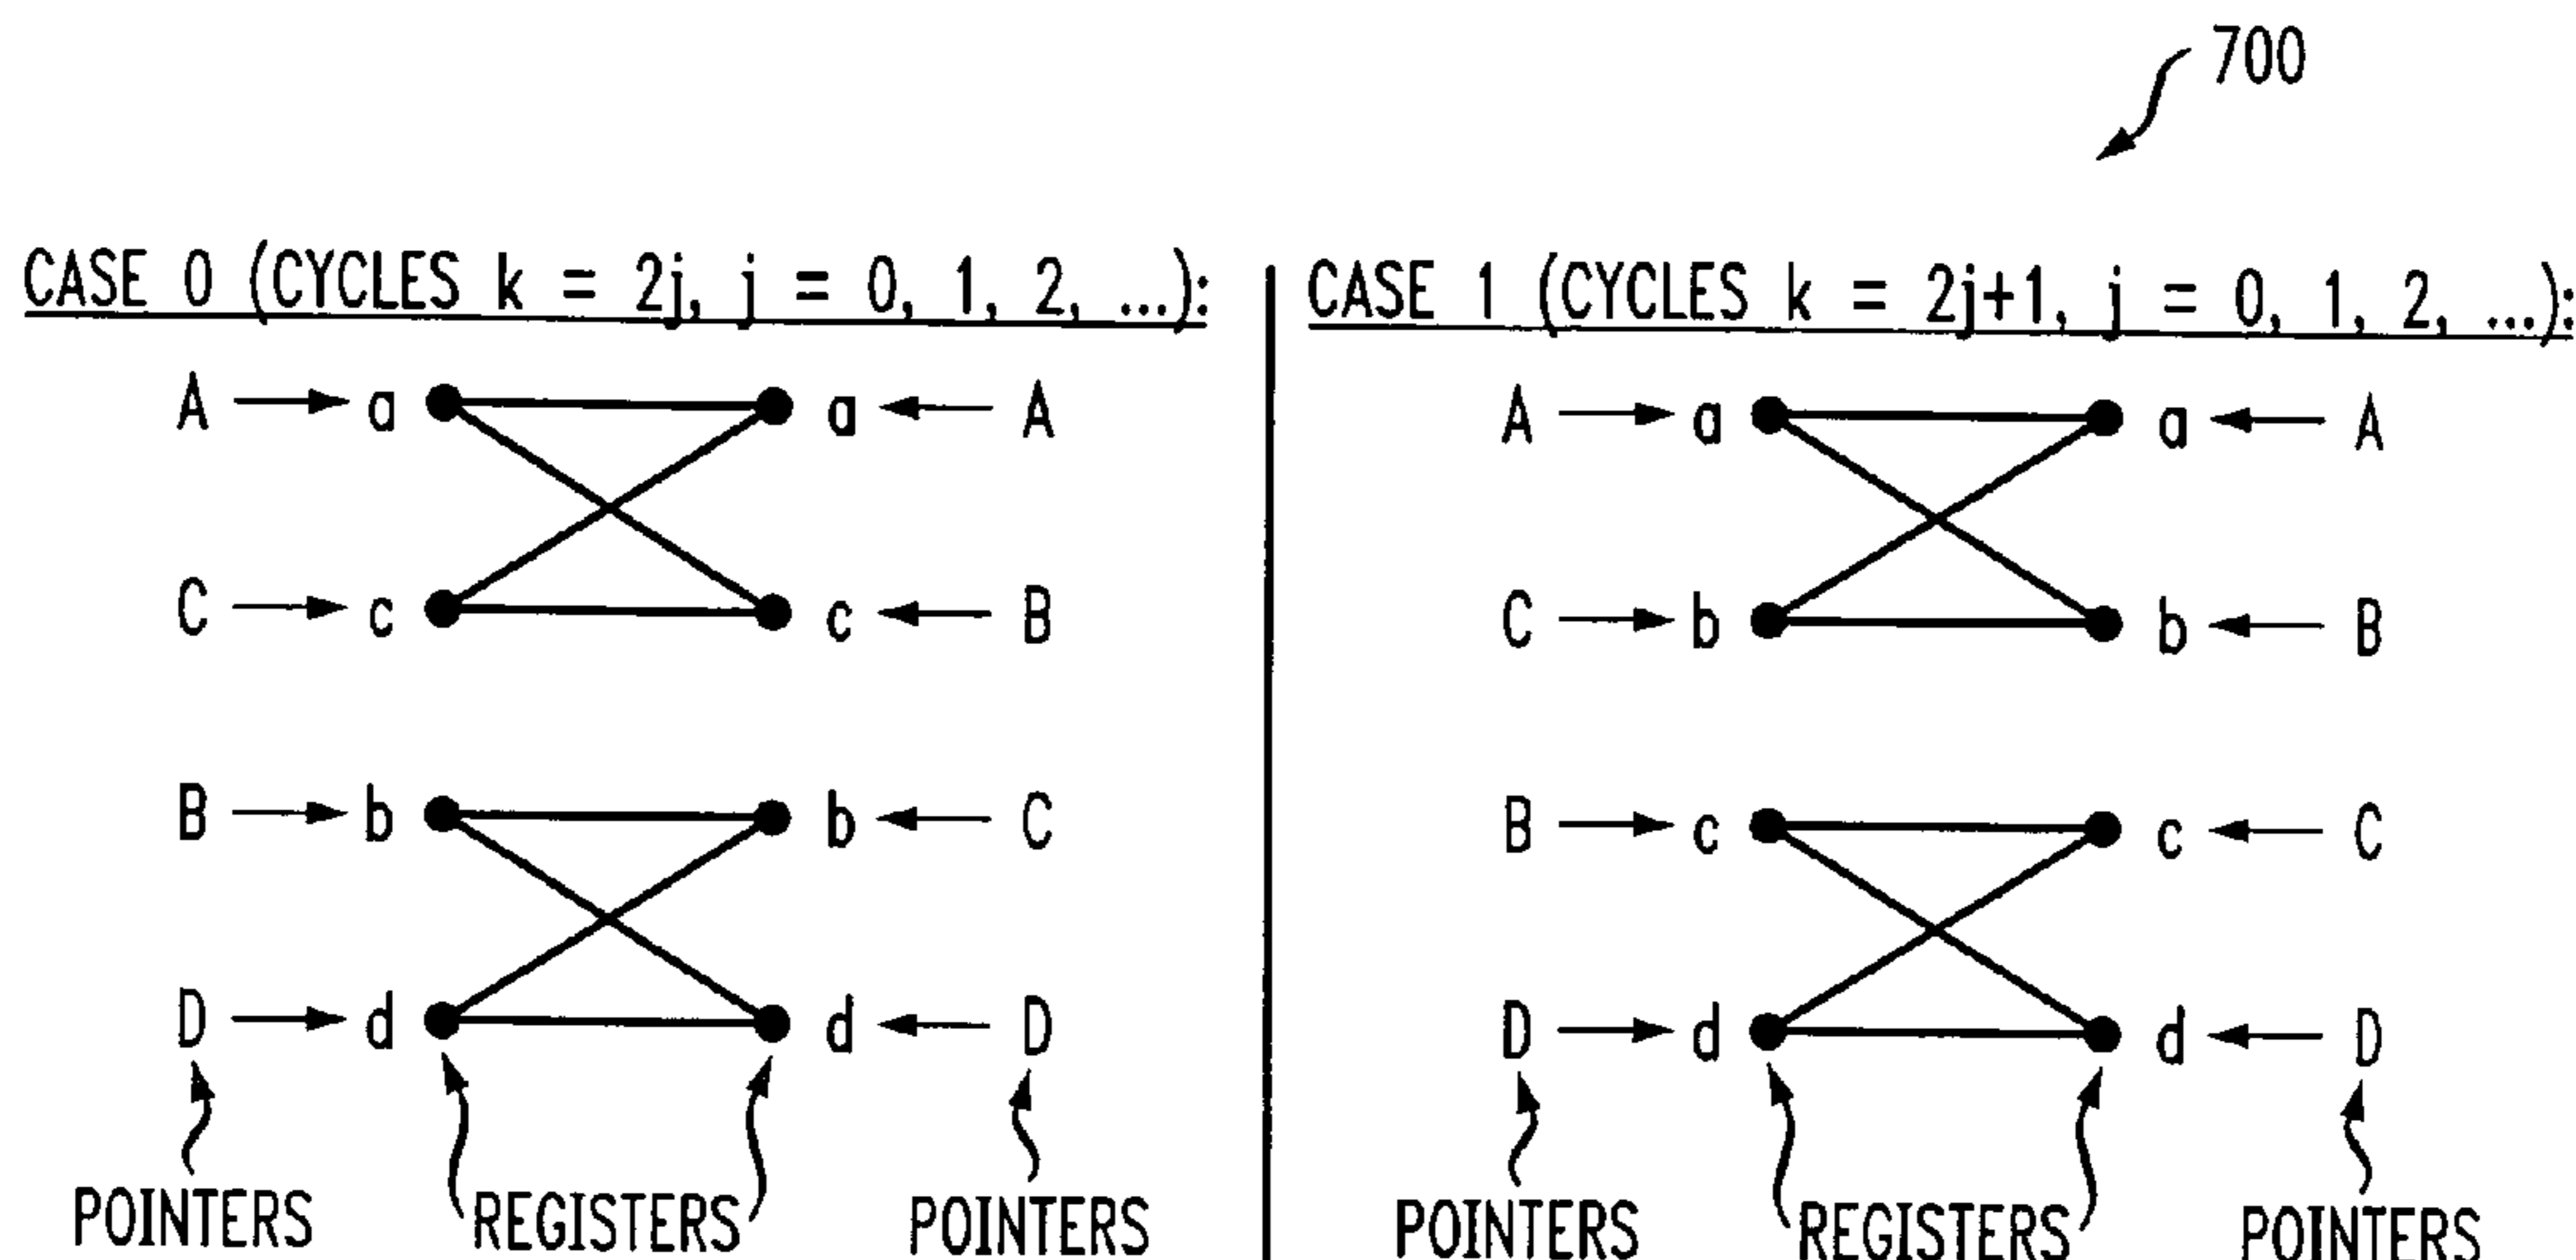 700
CASE 0 (CYCLES k = 2j, j = 0, 1, 2, ...):
A a a A
C c c B
B b b C
D d d D
POINTERS REGISTERS POINTERS
CASE 1 (CYCLES k = 2j+1, j = 0, 1, 2, ...):
A a a A
C b b B
B c c C
D d d D
POINTERS REGISTERS POINTERS